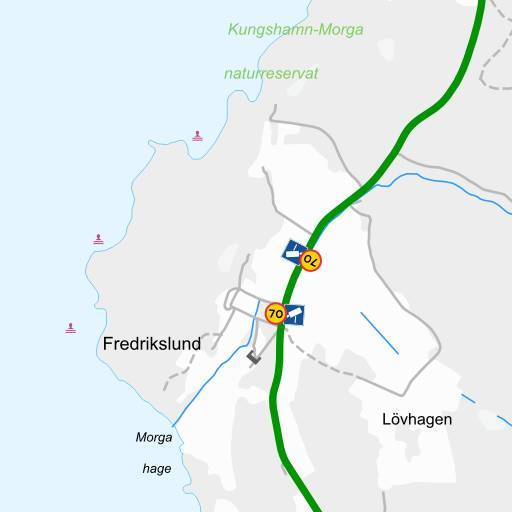 Kungshamn-Morga
naturreservat
70
70
Fredrikslund
Lövhagen
Morga
hage